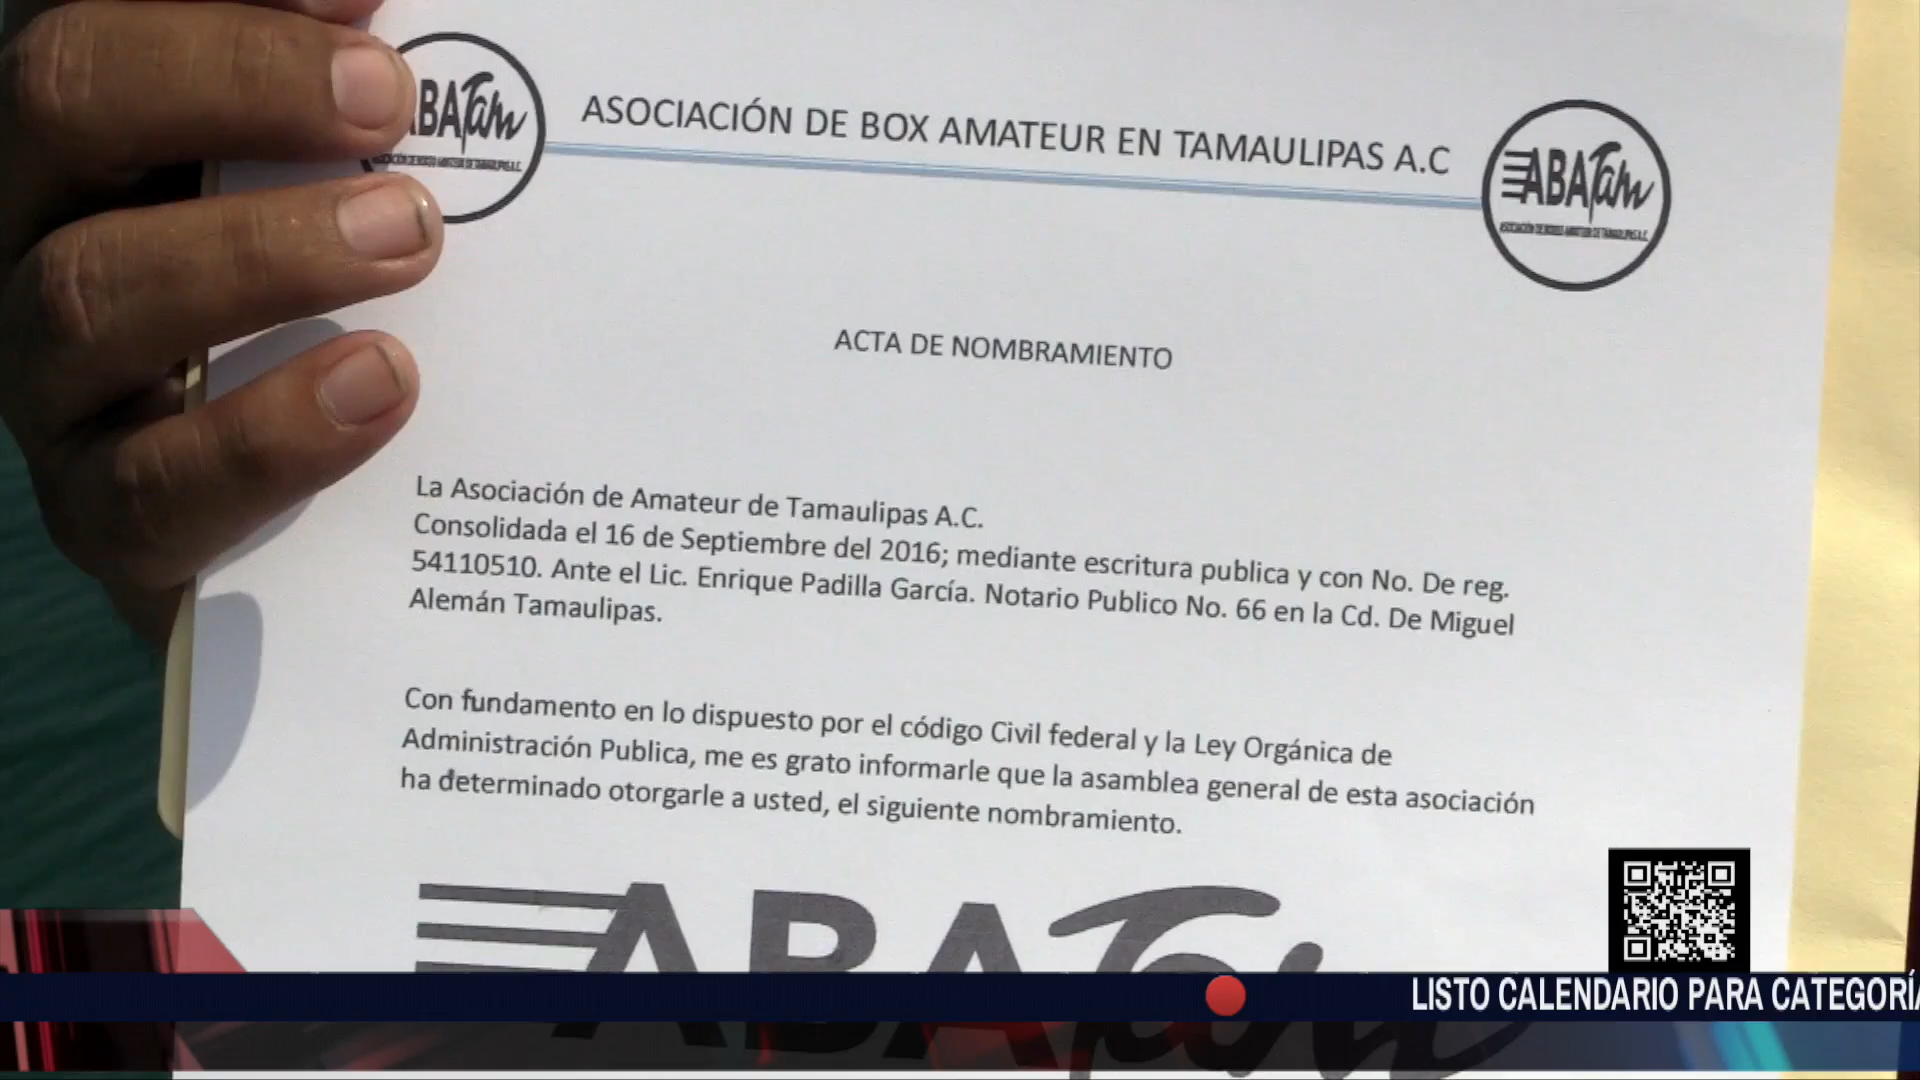 BATam
ASOCIACIÓN DE BOX AMATEUR EN TAMAULIPAS A.C
ABATam
ACTA DE NOMBRAMIENTO
La Asociación de Amateur de Tamaulipas A.C.
Consolidada el 16 de Septiembre del 2016; mediante escritura publica y con No. De reg.
54110510. Ante el Lic. Enrique Padilla García. Notario Publico No. 66 en la Cd. De Miguel
Alemán Tamaulipas.
Con fundamento en lo dispuesto por el código Civil federal y la Ley Orgánica de
Administración Publica, me es grato informarle que la asamblea general de esta asociación
ha determinado otorgarle a usted, el siguiente nombramiento.
ABATam
LISTO CALENDARIO PARA CATEGORÍA